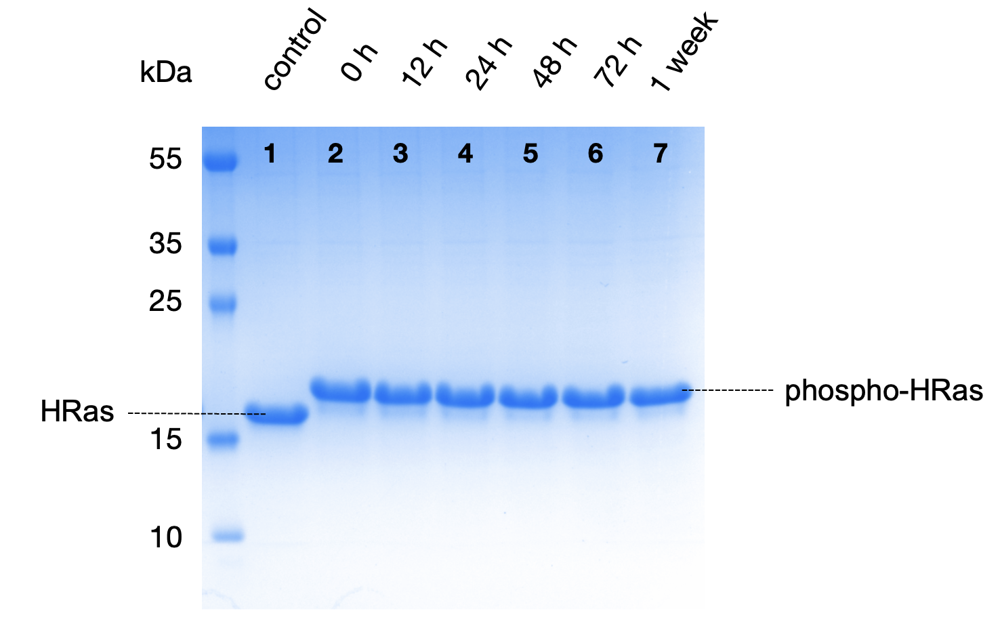 kDa
control
0 h
12 h
24 h
48 h
72 h
1 week
1 2 3 4 5 6 7
55
35
25
HRas
15
10
phospho-HRas